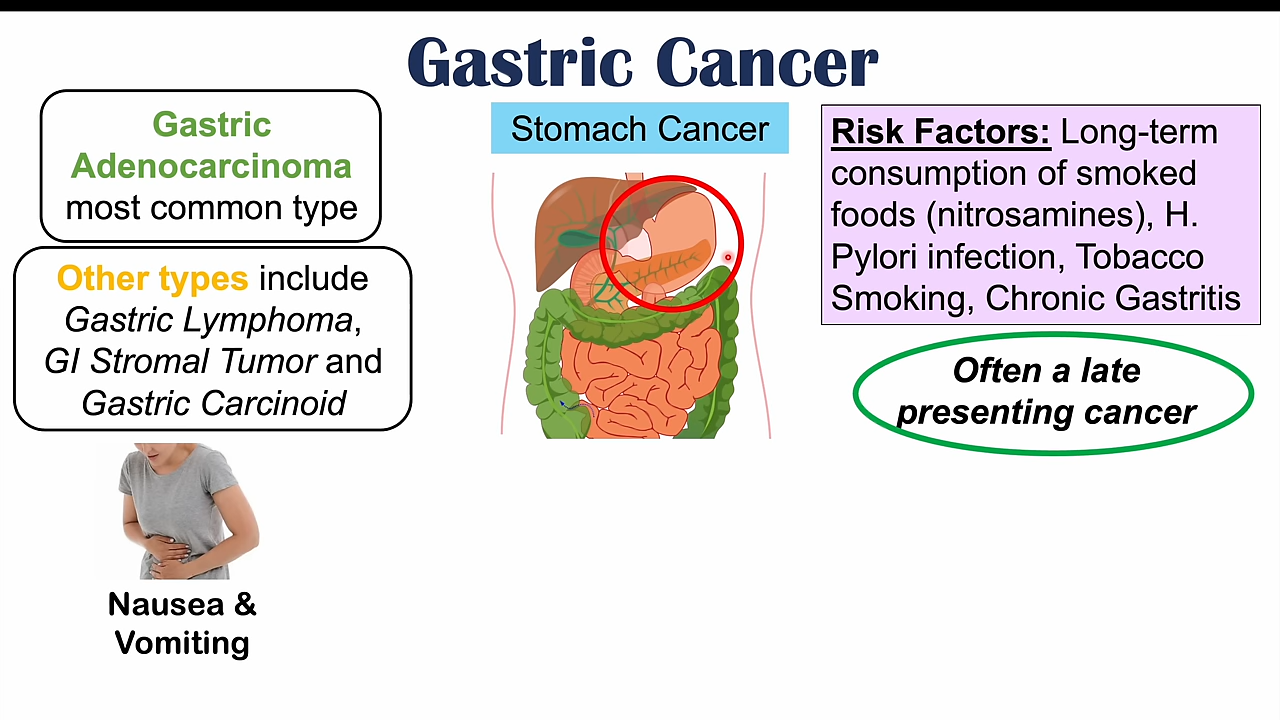 Gastric Cancer
Gastric
Adenocarcinoma
most common type
Other types include
Gastric Lymphoma,
GI Stromal Tumor and
Gastric Carcinoid
Stomach Cancer
Risk Factors: Long-term
consumption of smoked
foods (nitrosamines), H.
Pylori infection, Tobacco
Smoking, Chronic Gastritis
Often a late
presenting cancer
Nausea &
Vomiting